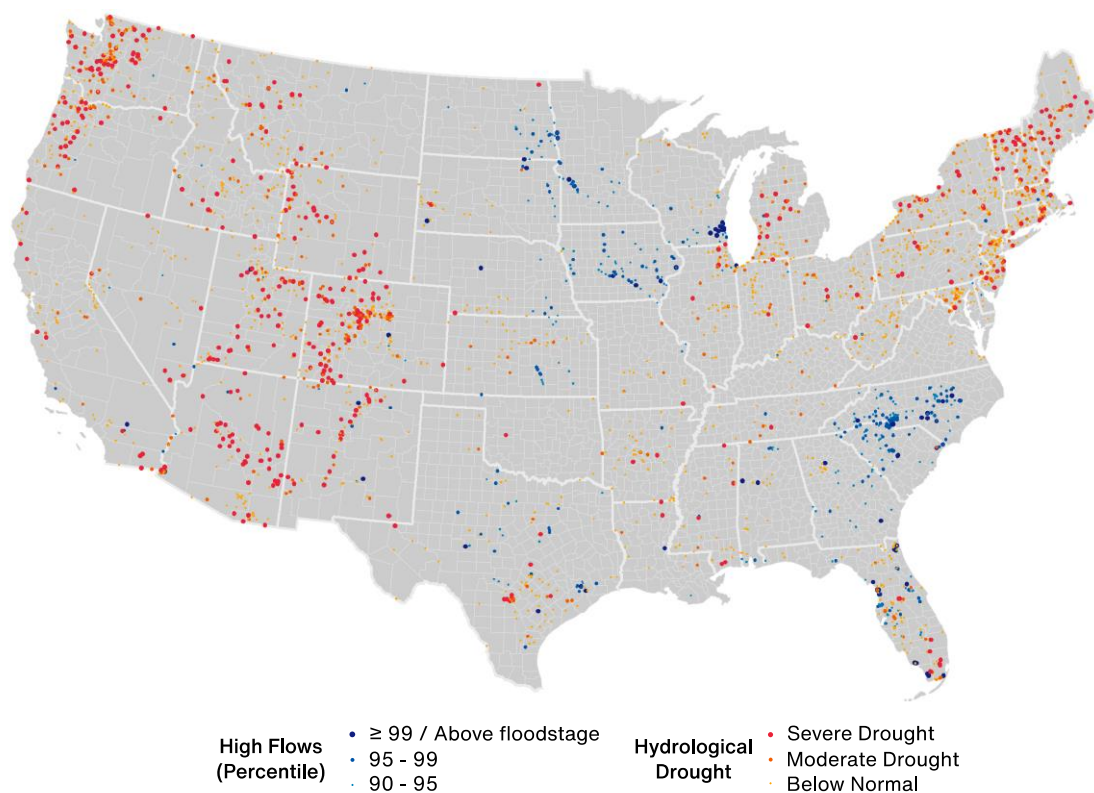 High Flows
(Percentile)
≥ 99 / Above floodstage
95 - 99
90 - 95
Hydrological
Drought
Severe Drought
Moderate Drought
Below Normal